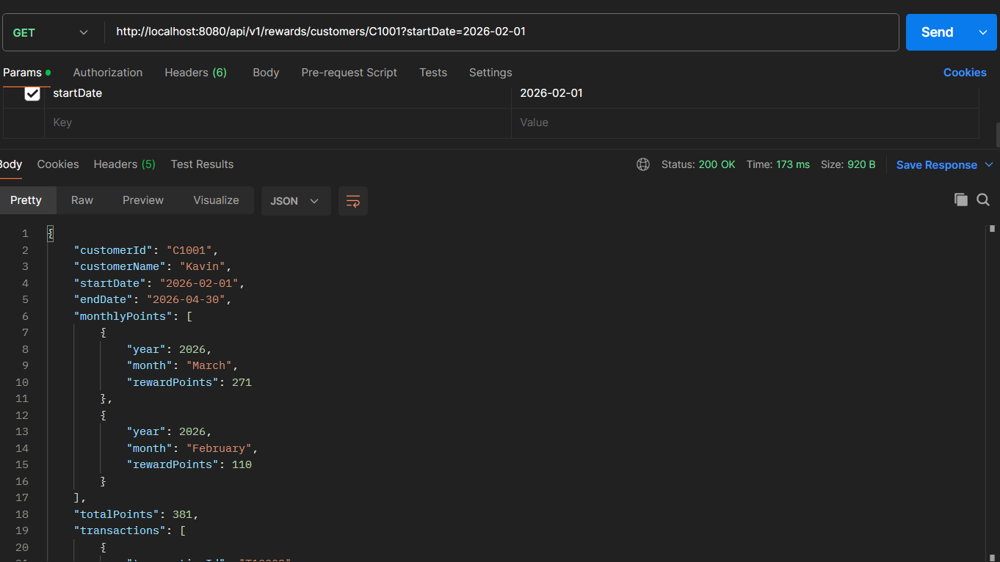 GET http://localhost:8080/api/v1/rewards/customers/C1001?startDate=2026-02-01 Send
Params Authorization Headers (6) Body Pre-request Script Tests Settings Cookies
startDate 2026-02-01
Key Value
Body Cookies Headers (5) Test Results Status: 200 OK Time: 173 ms Size: 920 B Save Response
Pretty Raw Preview Visualize JSON
1 {
2 "customerId": "C1001",
3 "customerName": "Kavin",
4 "startDate": "2026-02-01",
5 "endDate": "2026-04-30",
6 "monthlyPoints": [
7 {
8 "year": 2026,
9 "month": "March",
10 "rewardPoints": 271
11 },
12 {
13 "year": 2026,
14 "month": "February",
15 "rewardPoints": 110
16 }
17 ],
18 "totalPoints": 381,
19 "transactions": [
20 {